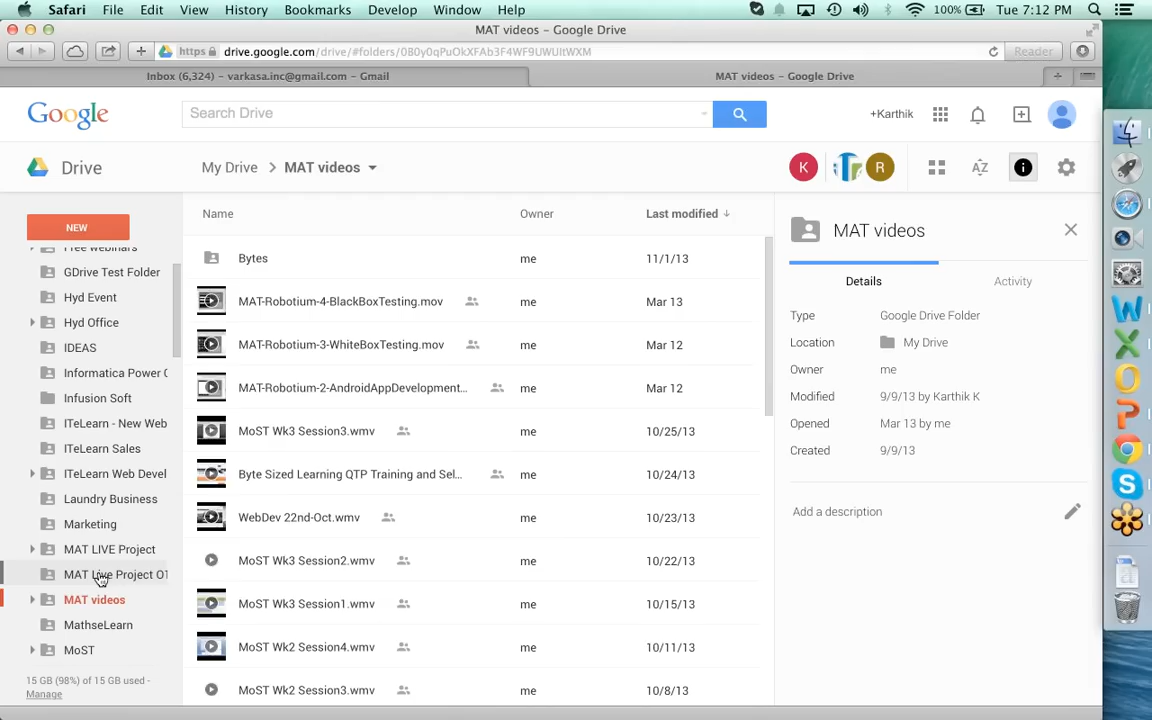 Safari File Edit View History Bookmarks Develop Window Help 100% Tue 7:12 PM
MAT videos – Google Drive
https drive.google.com/drive/#folders/0B0y0qPuOkXFAb3F4WF9UWUltWXM Reader
Inbox (6,324) – varkasa.inc@gmail.com – Gmail MAT videos – Google Drive
Google Search Drive +Karthik
Drive My Drive > MAT videos K R AZ
NEW
Name Owner Last modified
Free webinars
GDrive Test Folder
Hyd Event
Hyd Office
IDEAS
Informatica Power C
Infusion Soft
ITeLearn - New Web
ITeLearn Sales
ITeLearn Web Devel
Laundry Business
Marketing
MAT LIVE Project
MAT Live Project 01
MAT videos
MathseLearn
MoST
15 GB (98%) of 15 GB used -
Manage
Bytes me 11/1/13
MAT-Robotium-4-BlackBoxTesting.mov me Mar 13
MAT-Robotium-3-WhiteBoxTesting.mov me Mar 12
MAT-Robotium-2-AndroidAppDevelopment... me Mar 12
MoST Wk3 Session3.wmv me 10/25/13
Byte Sized Learning QTP Training and Sel... me 10/24/13
WebDev 22nd-Oct.wmv me 10/23/13
MoST Wk3 Session2.wmv me 10/22/13
MoST Wk3 Session1.wmv me 10/15/13
MoST Wk2 Session4.wmv me 10/11/13
MoST Wk2 Session3.wmv me 10/8/13
MAT videos
Details Activity
Type Google Drive Folder
Location My Drive
Owner me
Modified 9/9/13 by Karthik K
Opened Mar 13 by me
Created 9/9/13
Add a description